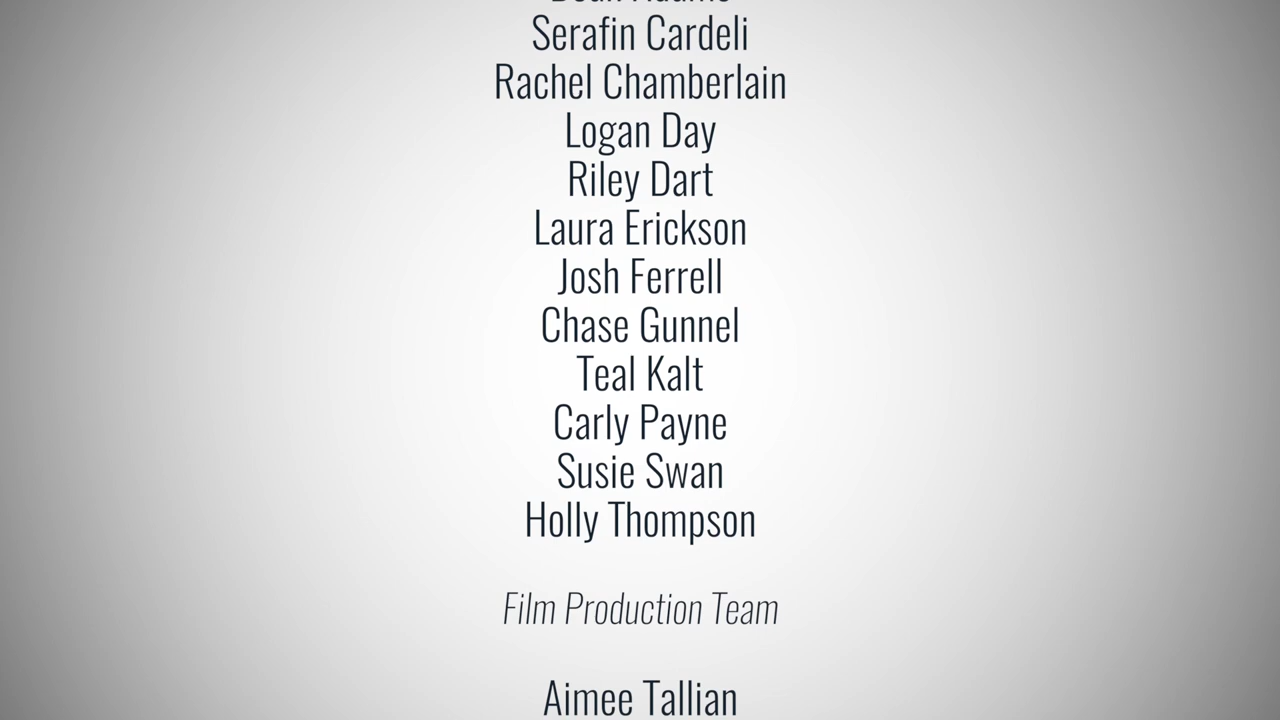 Serafin Cardeli
Rachel Chamberlain
Logan Day
Riley Dart
Laura Erickson
Josh Ferrell
Chase Gunnel
Teal Kalt
Carly Payne
Susie Swan
Holly Thompson
Film Production Team
Aimee Tallian